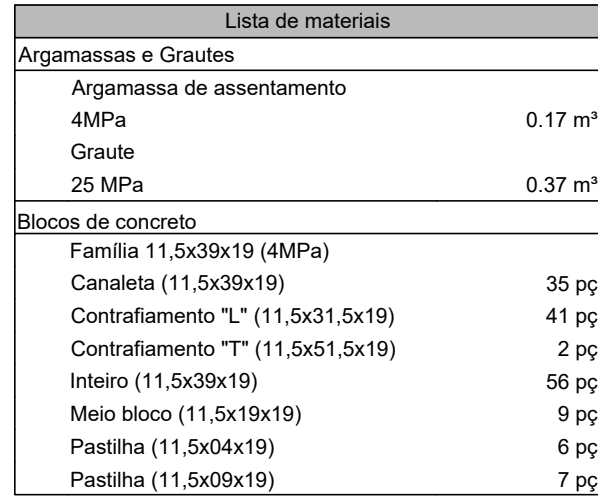 Lista de materiais
Argamassas e Grautes
Argamassa de assentamento
4MPa 0.17 m³
Graute
25 MPa 0.37 m³
Blocos de concreto
Família 11,5x39x19 (4MPa)
Canaleta (11,5x39x19) 35 pç
Contrafiamento "L" (11,5x31,5x19) 41 pç
Contrafiamento "T" (11,5x51,5x19) 2 pç
Inteiro (11,5x39x19) 56 pç
Meio bloco (11,5x19x19) 9 pç
Pastilha (11,5x04x19) 6 pç
Pastilha (11,5x09x19) 7 pç